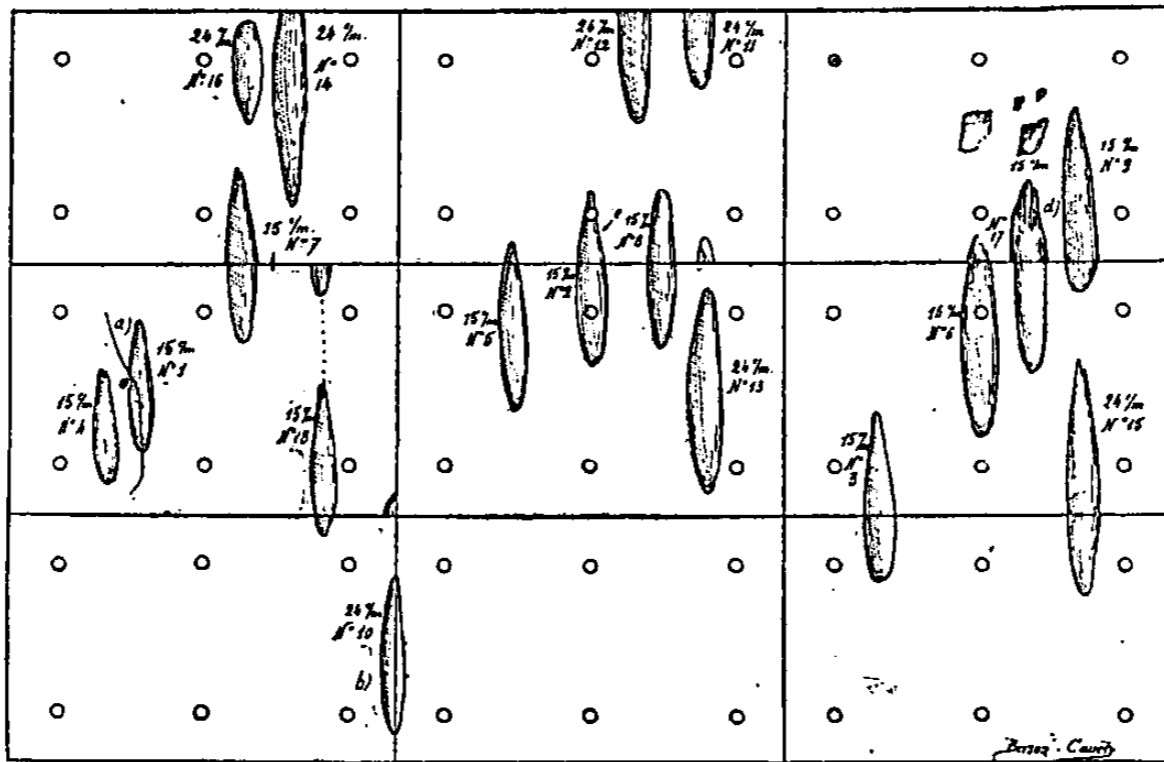 24 c/m
N° 16
24 c/m.
N°
14
24 c/m
N° 12
24 c/m
N° 11
15 c/m
N° 9
15 c/m
d)
N°
17
15 c/m.
N° 7
15 c/m
N° 8
15 c/m
N° 2
15 c/m
N° 5
15 c/m
N° 6
a)
15 c/m
N° 1
15 c/m
N° 4
15 c/m
N° 18
24 c/m.
N° 13
24 c/m
N° 15
15 c/m
N°
3
24 c/m
N° 10
b)